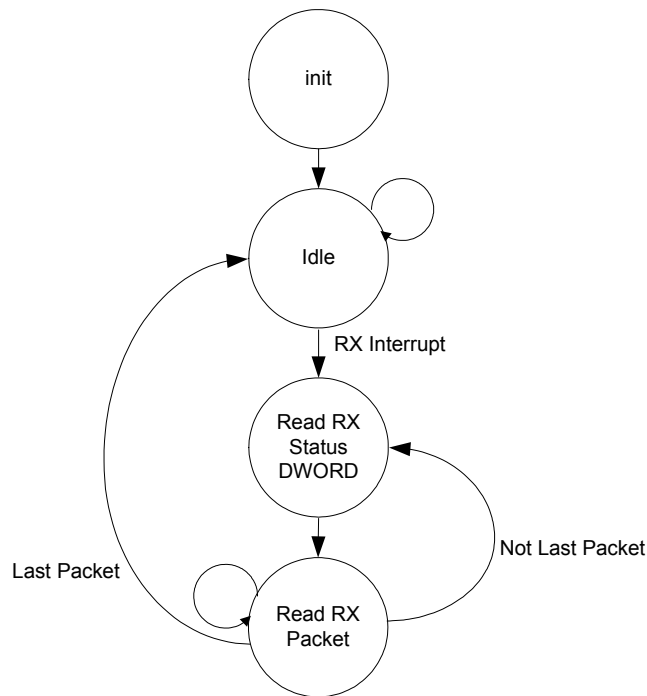 init
Idle
RX Interrupt
Read RX
Status
DWORD
Not Last Packet
Last Packet
Read RX
Packet